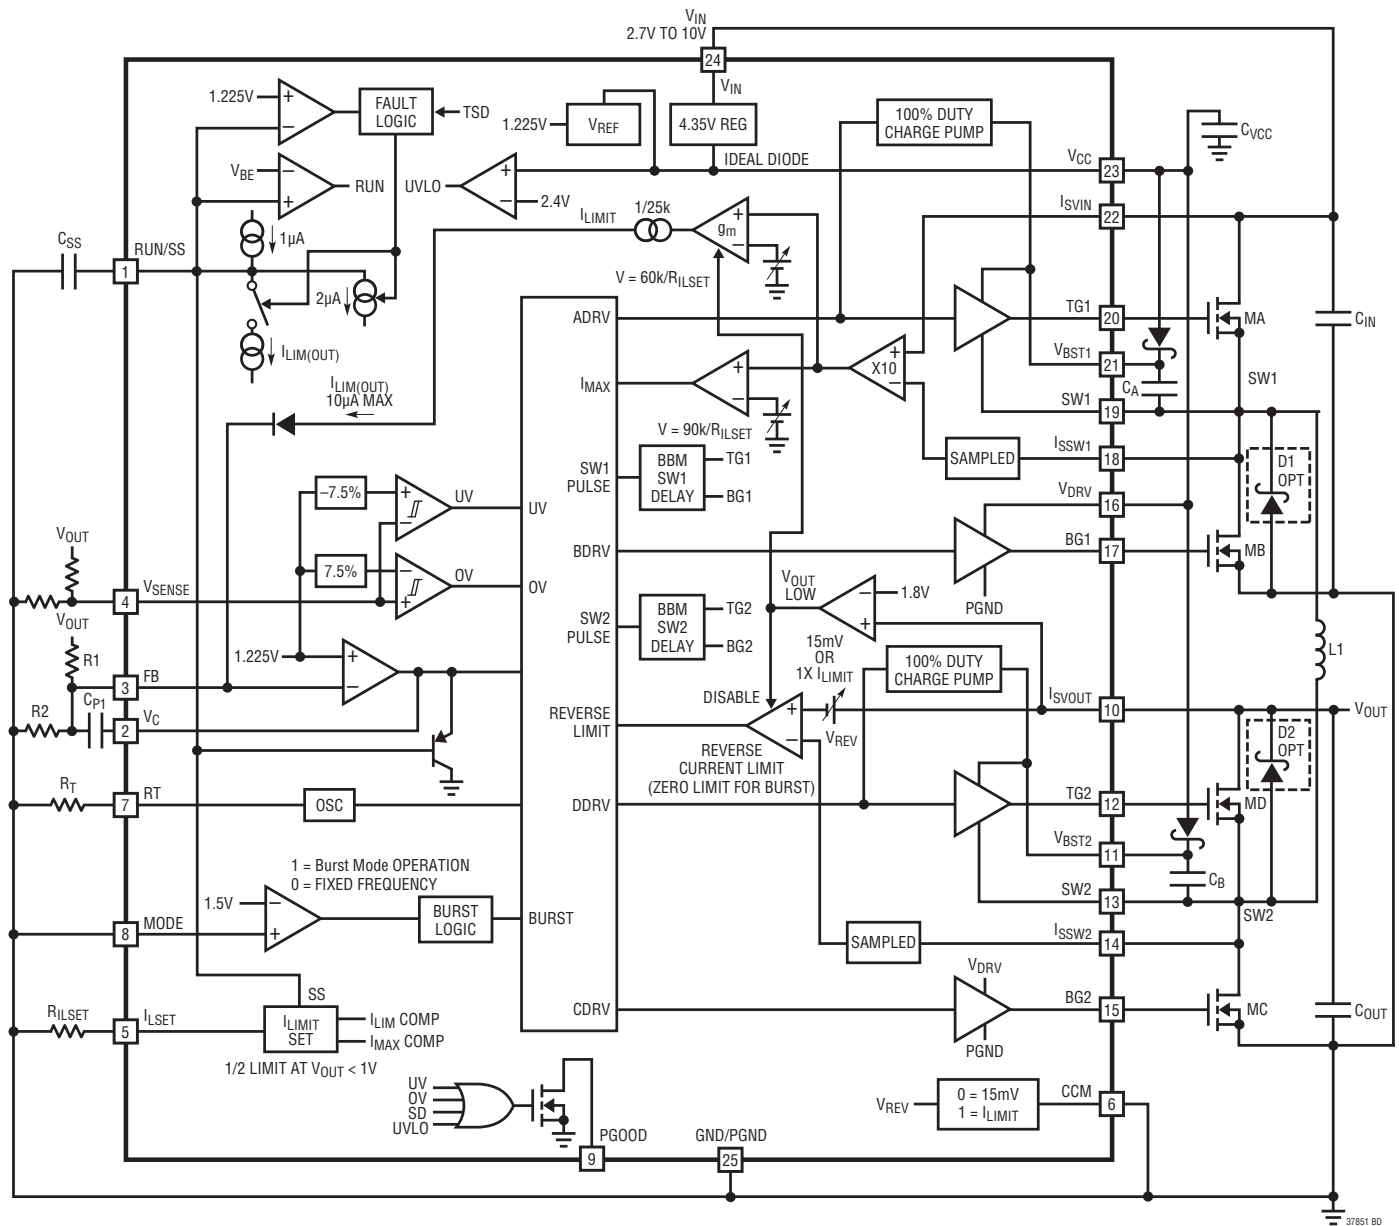 VIN
2.7V TO 10V
24
VIN
1.225V
FAULT
LOGIC
TSD
1.225V
VREF
4.35V REG
100% DUTY
CHARGE PUMP
CVCC
VBE
RUN
UVLO
2.4V
IDEAL DIODE
VCC
23
ISVIN
22
1µA
ILIMIT
1/25k
gm
CSS
RUN/SS
1
2µA
V = 60k/RILSET
ILIM(OUT)
ADRV
TG1
20
MA
CIN
ILIM(OUT)
10µA MAX
IMAX
X10
VBST1
21
CA
SW1
SW1
19
V = 90k/RILSET
SW1
PULSE
BBM
SW1
DELAY
TG1
BG1
SAMPLED
ISSW1
18
D1
OPT
–7.5%
UV
UV
VDRV
16
VOUT
7.5%
OV
OV
BDRV
BG1
17
MB
PGND
VSENSE
4
VOUT
LOW
1.8V
VOUT
SW2
PULSE
BBM
SW2
DELAY
TG2
BG2
R1
1.225V
15mV
OR
1X ILIMIT
100% DUTY
CHARGE PUMP
L1
FB
3
DISABLE
ISVOUT
10
VOUT
R2
CP1
VC
2
REVERSE
LIMIT
VREV
D2
OPT
REVERSE
CURRENT LIMIT
(ZERO LIMIT FOR BURST)
RT
RT
7
OSC
DDRV
TG2
12
MD
VBST2
11
CB
1 = Burst Mode OPERATION
0 = FIXED FREQUENCY
1.5V
SW2
13
SW2
MODE
8
BURST
LOGIC
BURST
SAMPLED
ISSW2
14
SS
VDRV
RILSET
ILSET
5
ILIMIT
SET
ILIM COMP
IMAX COMP
CDRV
BG2
15
MC
COUT
PGND
1/2 LIMIT AT VOUT < 1V
UV
OV
SD
UVLO
VREV
0 = 15mV
1 = ILIMIT
CCM
6
PGOOD
9
GND/PGND
25
37851 BD